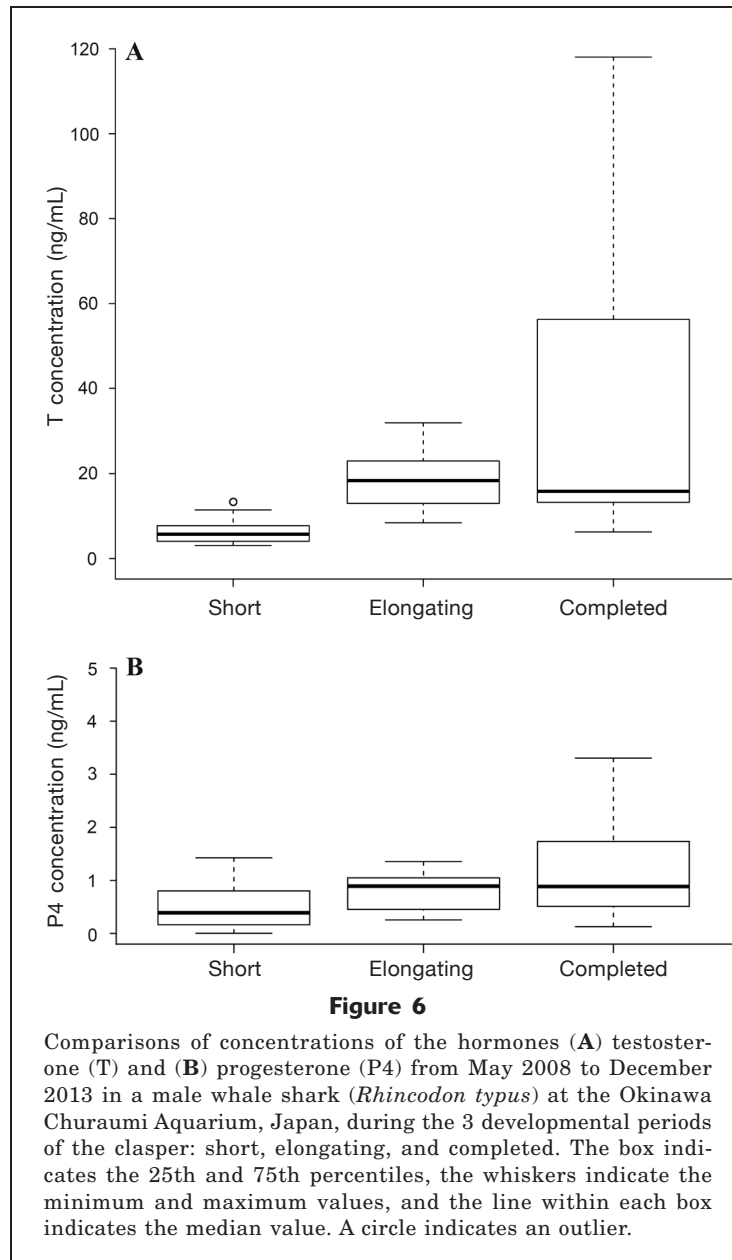 A
120
100
80
60
40
20
0
T concentration (ng/mL)
Short Elongating Completed
B
5
4
3
2
1
0
P4 concentration (ng/mL)
Short Elongating Completed
Figure 6
Comparisons of concentrations of the hormones (A) testoster-
one (T) and (B) progesterone (P4) from May 2008 to December
2013 in a male whale shark (Rhincodon typus) at the Okinawa
Churaumi Aquarium, Japan, during the 3 developmental periods
of the clasper: short, elongating, and completed. The box indi-
cates the 25th and 75th percentiles, the whiskers indicate the
minimum and maximum values, and the line within each box
indicates the median value. A circle indicates an outlier.